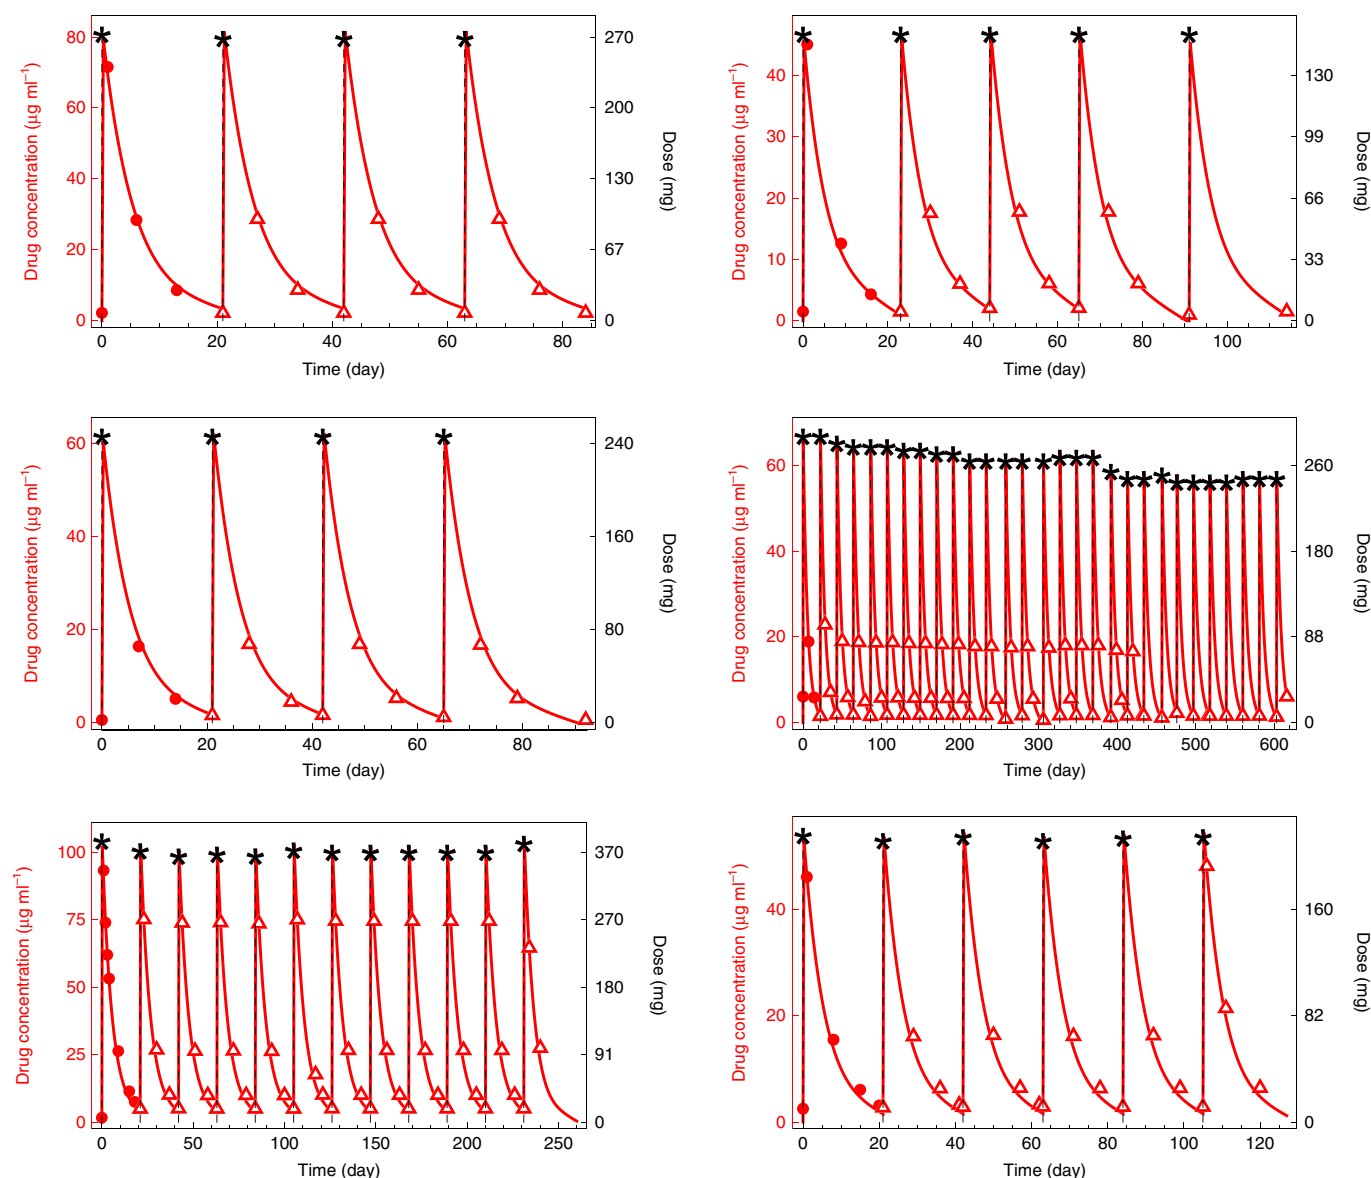 80
60
40
20
0
Drug concentration (µg ml−1)
270
200
130
67
0
Dose (mg)
0 20 40 60 80
Time (day)
40
30
20
10
0
Drug concentration (µg ml−1)
130
99
66
33
0
Dose (mg)
0 20 40 60 80 100
Time (day)
60
40
20
0
Drug concentration (µg ml−1)
240
160
80
0
Dose (mg)
0 20 40 60 80
Time (day)
60
40
20
0
Drug concentration (µg ml−1)
260
180
88
0
Dose (mg)
0 100 200 300 400 500 600
Time (day)
100
75
50
25
0
Drug concentration (µg ml−1)
370
270
180
91
0
Dose (mg)
0 50 100 150 200 250
Time (day)
40
20
0
Drug concentration (µg ml−1)
160
82
0
Dose (mg)
0 20 40 60 80 100 120
Time (day)